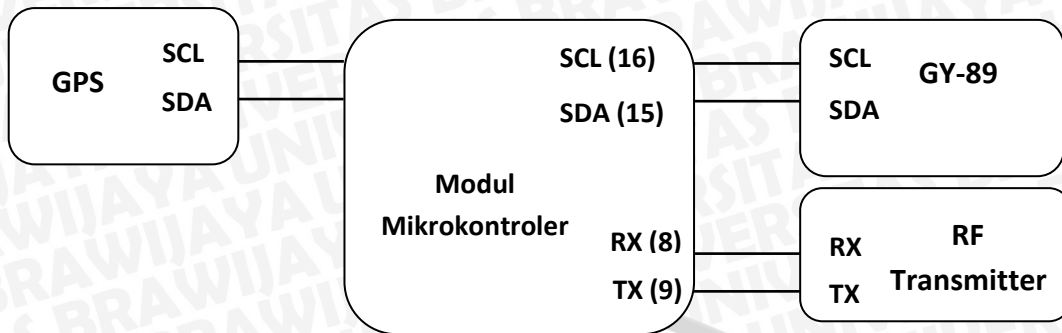 GPS
SCL
SDA
SCL (16)
SDA (15)
Modul
Mikrokontroler
RX (8)
TX (9)
SCL
SDA
GY-89
RX
TX
RF
Transmitter